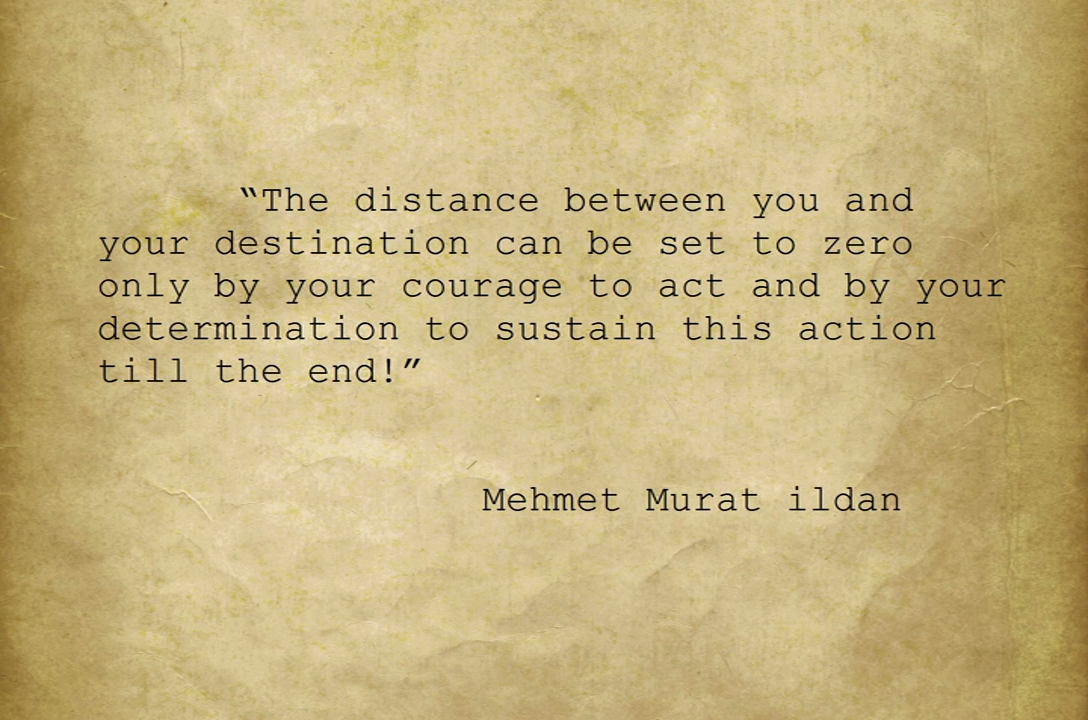 “The distance between you and
your destination can be set to zero
only by your courage to act and by your
determination to sustain this action
till the end!”
Mehmet Murat ildan